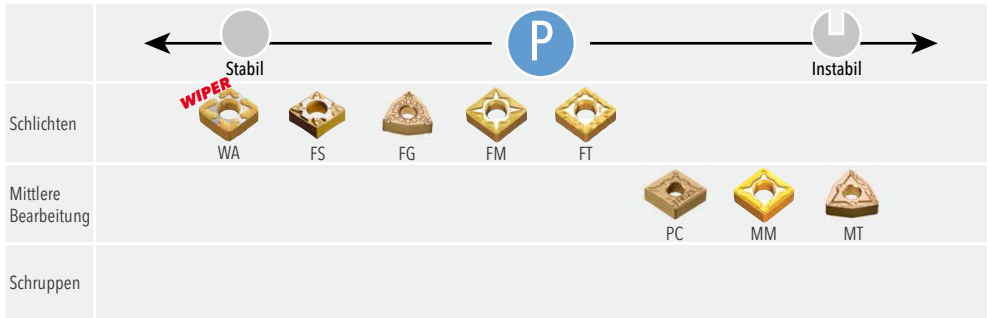 P
Stabil
Instabil
Schlichten
WIPER
WA
FS
FG
FM
FT
Mittlere
Bearbeitung
PC
MM
MT
Schruppen